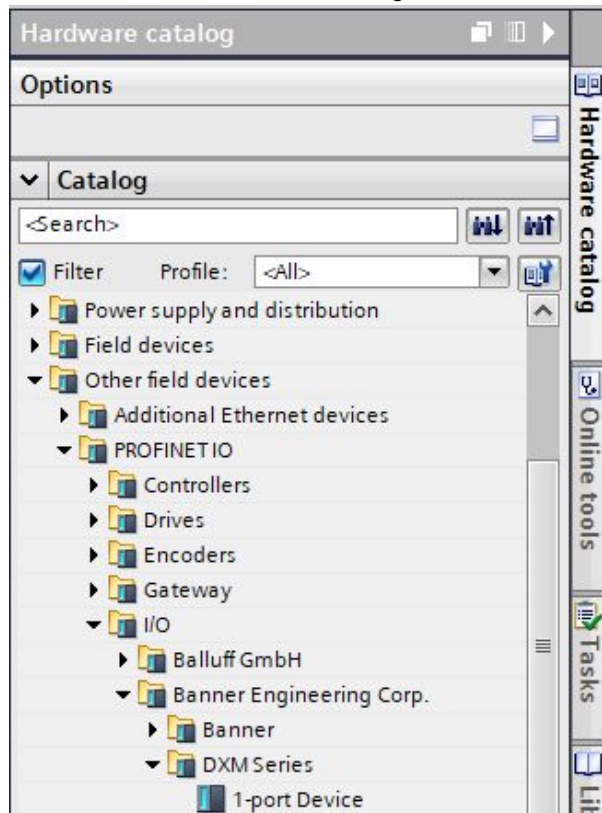 Hardware catalog
Options
Catalog
<Search>
Filter Profile: <All>
Power supply and distribution
Field devices
Other field devices
Additional Ethernet devices
PROFINET IO
Controllers
Drives
Encoders
Gateway
I/O
Balluff GmbH
Banner Engineering Corp.
Banner
DXM Series
1-port Device
Hardware catalog
Online tools
Tasks
Lib